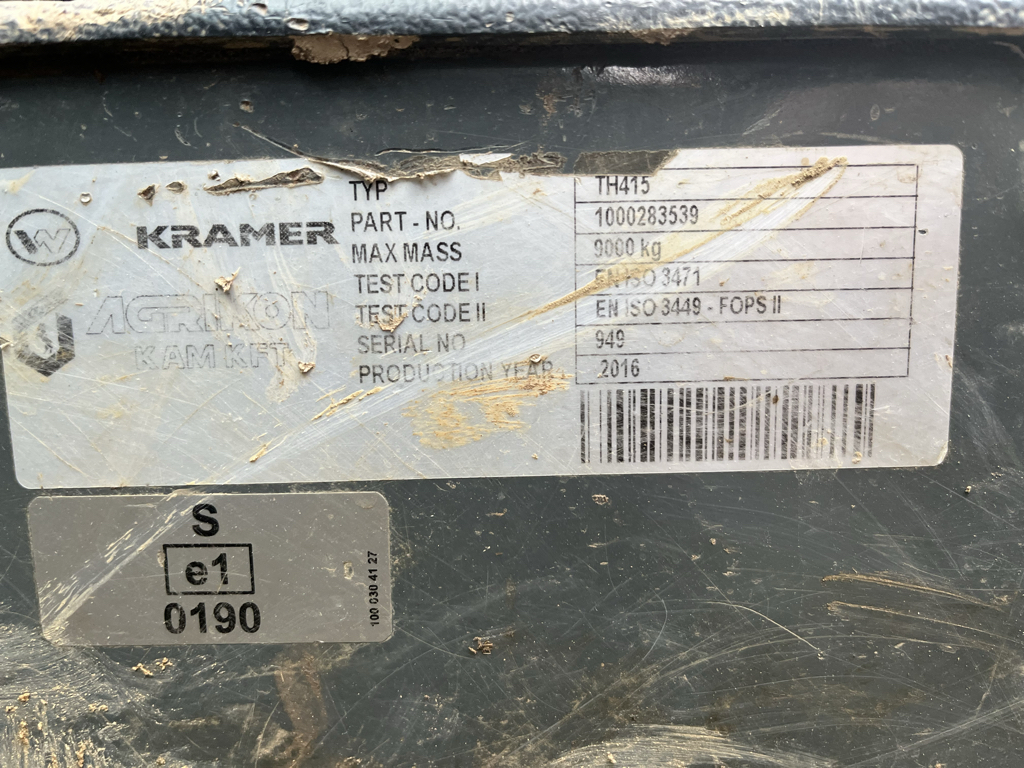 W KRAMER
AGRIKON
KAM KFT
TYP TH415
PART - NO. 1000283539
MAX MASS 9000 kg
TEST CODE I EN ISO 3471
TEST CODE II EN ISO 3449 - FOPS II
SERIAL NO 949
PRODUCTION YEAR 2016
S
e1
0190
100 030 41 27